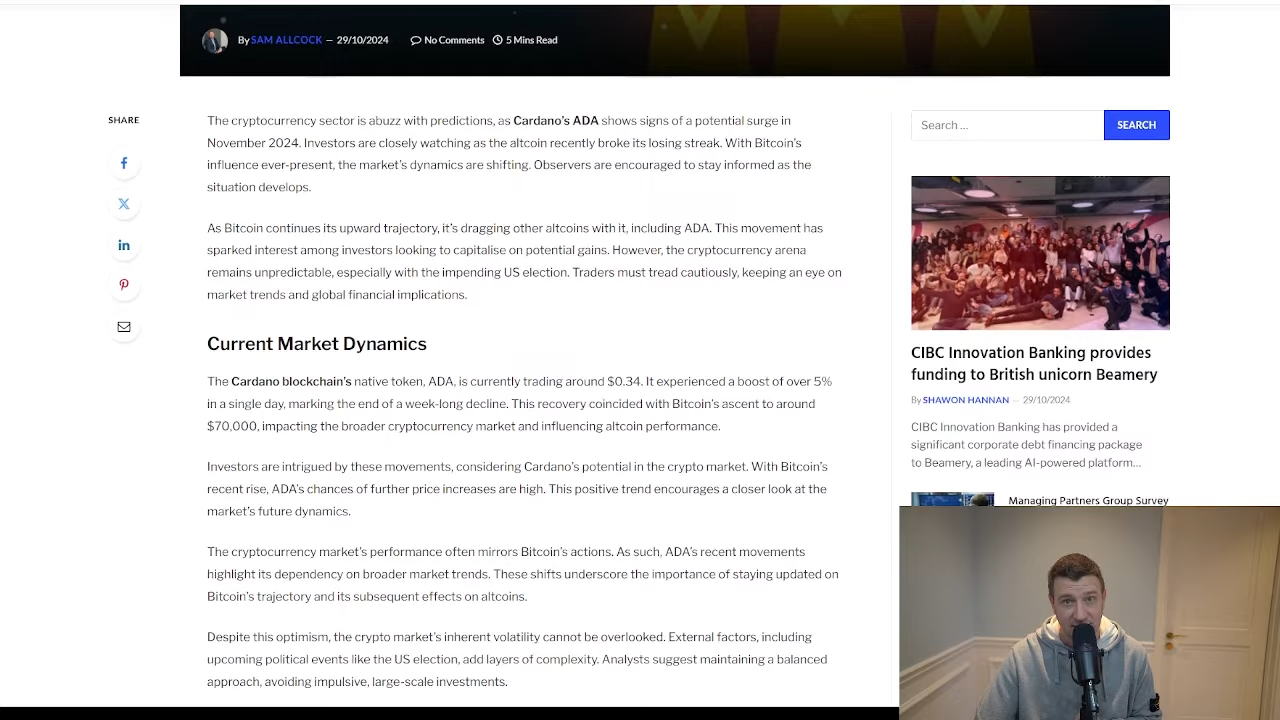 By SAM ALLCOCK — 29/10/2024 No Comments 5 Mins Read
SHARE
The cryptocurrency sector is abuzz with predictions, as Cardano's ADA shows signs of a potential surge in
November 2024. Investors are closely watching as the altcoin recently broke its losing streak. With Bitcoin's
influence ever-present, the market's dynamics are shifting. Observers are encouraged to stay informed as the
situation develops.
As Bitcoin continues its upward trajectory, it's dragging other altcoins with it, including ADA. This movement has
sparked interest among investors looking to capitalise on potential gains. However, the cryptocurrency arena
remains unpredictable, especially with the impending US election. Traders must tread cautiously, keeping an eye on
market trends and global financial implications.
Current Market Dynamics
The Cardano blockchain's native token, ADA, is currently trading around $0.34. It experienced a boost of over 5%
in a single day, marking the end of a week-long decline. This recovery coincided with Bitcoin's ascent to around
$70,000, impacting the broader cryptocurrency market and influencing altcoin performance.
Investors are intrigued by these movements, considering Cardano's potential in the crypto market. With Bitcoin's
recent rise, ADA's chances of further price increases are high. This positive trend encourages a closer look at the
market's future dynamics.
The cryptocurrency market's performance often mirrors Bitcoin's actions. As such, ADA's recent movements
highlight its dependency on broader market trends. These shifts underscore the importance of staying updated on
Bitcoin's trajectory and its subsequent effects on altcoins.
Despite this optimism, the crypto market's inherent volatility cannot be overlooked. External factors, including
upcoming political events like the US election, add layers of complexity. Analysts suggest maintaining a balanced
approach, avoiding impulsive, large-scale investments.
Search ...
SEARCH
CIBC Innovation Banking provides
funding to British unicorn Beamery
By SHAWON HANNAN — 29/10/2024
CIBC Innovation Banking has provided a
significant corporate debt financing package
to Beamery, a leading AI-powered platform...
Managing Partners Group Survey